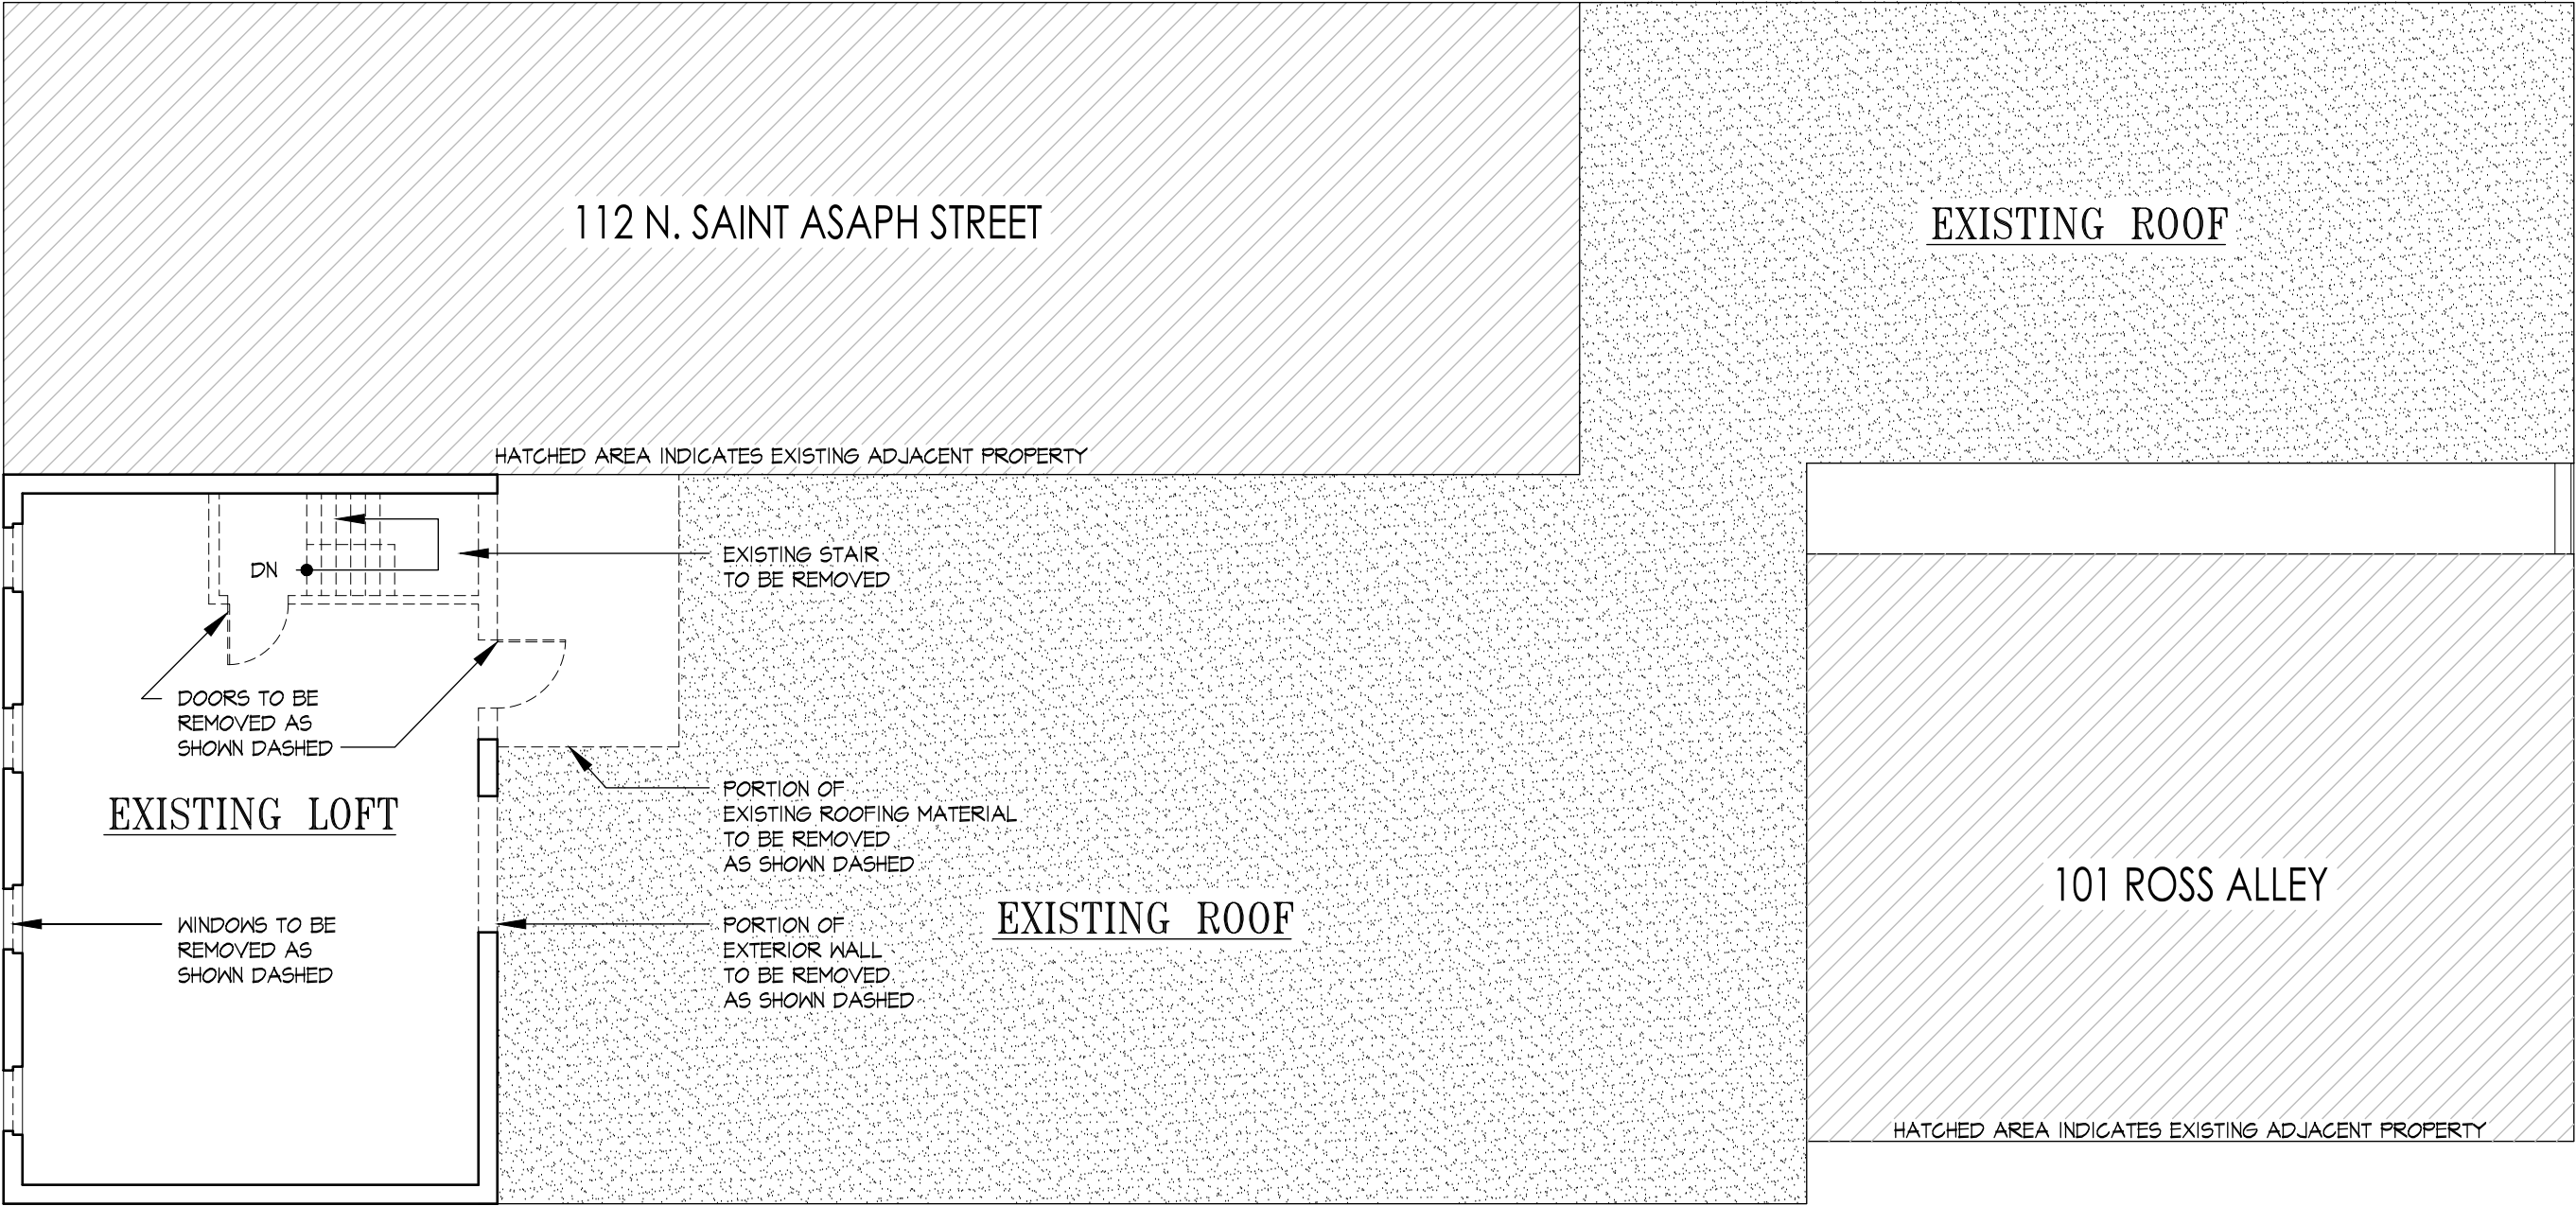 112 N. SAINT ASAPH STREET
EXISTING ROOF
HATCHED AREA INDICATES EXISTING ADJACENT PROPERTY
DN
EXISTING STAIR
TO BE REMOVED
DOORS TO BE
REMOVED AS
SHOWN DASHED
EXISTING LOFT
PORTION OF
EXISTING ROOFING MATERIAL
TO BE REMOVED
AS SHOWN DASHED
WINDOWS TO BE
REMOVED AS
SHOWN DASHED
PORTION OF
EXTERIOR WALL
TO BE REMOVED
AS SHOWN DASHED
EXISTING ROOF
101 ROSS ALLEY
HATCHED AREA INDICATES EXISTING ADJACENT PROPERTY